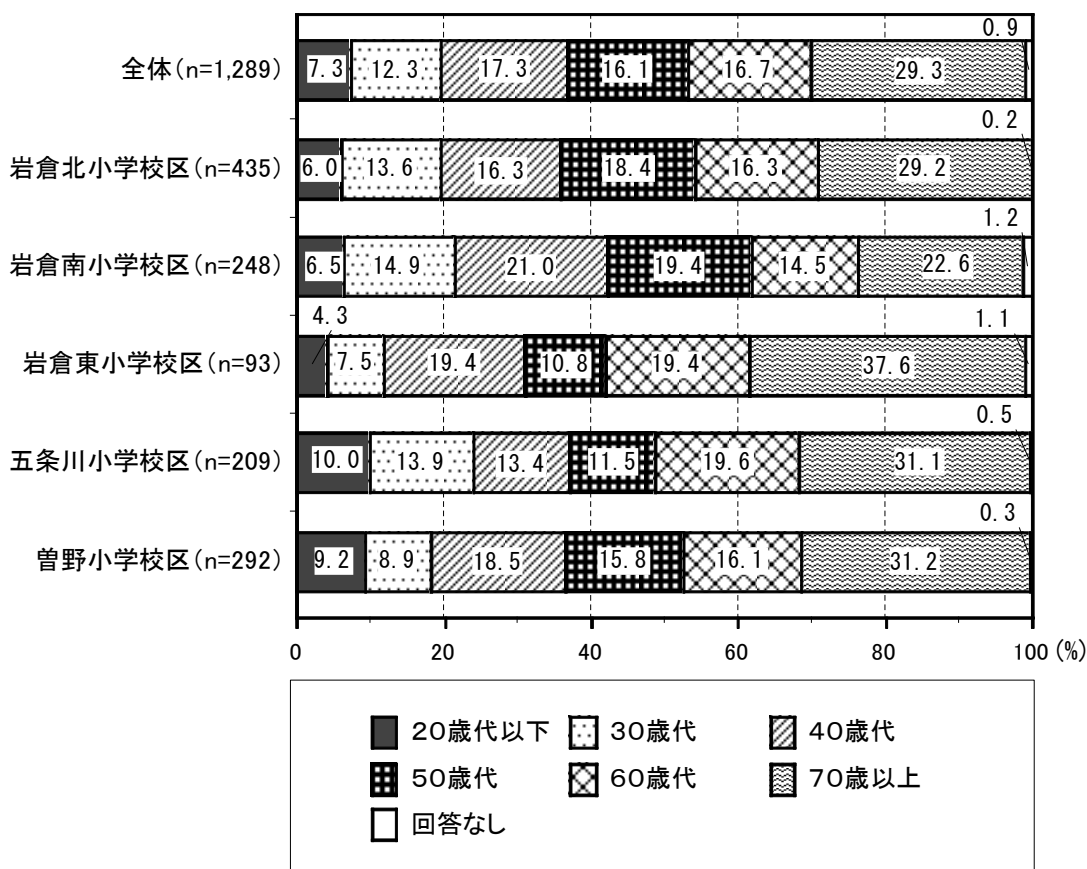 0.9
全体(n=1,289) 7.3 12.3 17.3 16.1 16.7 29.3
0.2
岩倉北小学校区(n=435) 6.0 13.6 16.3 18.4 16.3 29.2
1.2
岩倉南小学校区(n=248) 6.5 14.9 21.0 19.4 14.5 22.6
4.3 1.1
岩倉東小学校区(n=93) 7.5 19.4 10.8 19.4 37.6
0.5
五条川小学校区(n=209) 10.0 13.9 13.4 11.5 19.6 31.1
0.3
曽野小学校区(n=292) 9.2 8.9 18.5 15.8 16.1 31.2
0 20 40 60 80 100 (%)
20歳代以下 30歳代 40歳代
50歳代 60歳代 70歳以上
回答なし